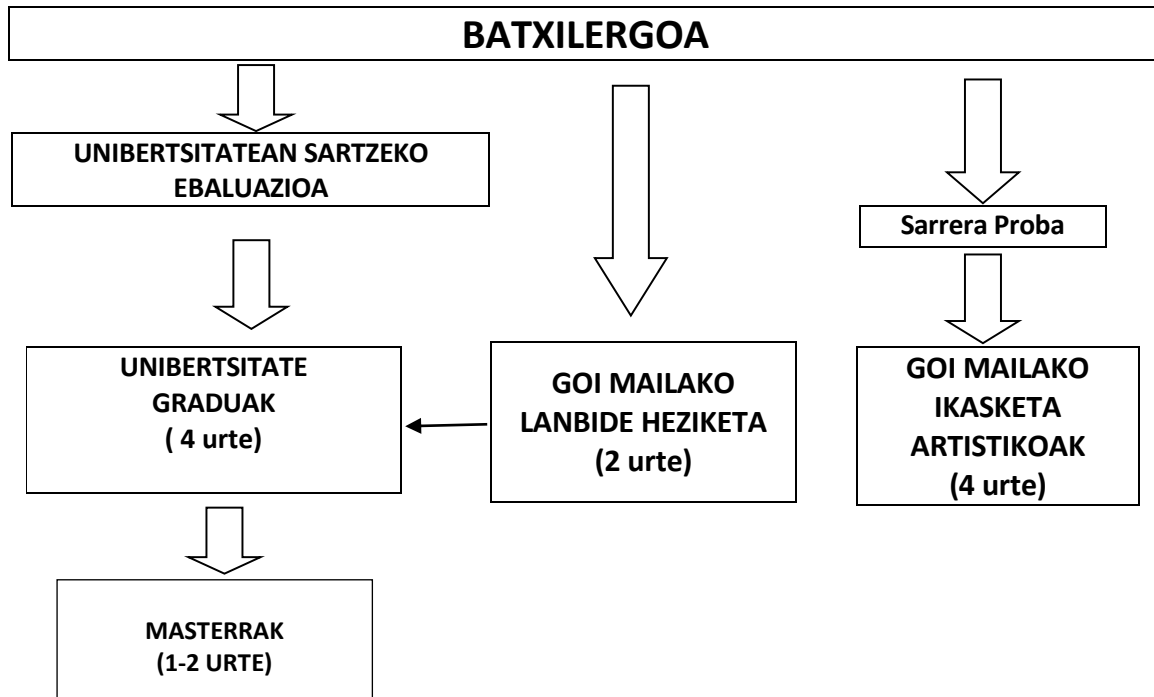 BATXILERGOA
UNIBERTSITATEAN SARTZEKO
EBALUAZIOA
Sarrera Proba
UNIBERTSITATE
GRADUAK
( 4 urte)
GOI MAILAKO
LANBIDE HEZIKETA
(2 urte)
GOI MAILAKO
IKASKETA
ARTISTIKOAK
(4 urte)
MASTERRAK
(1-2 URTE)